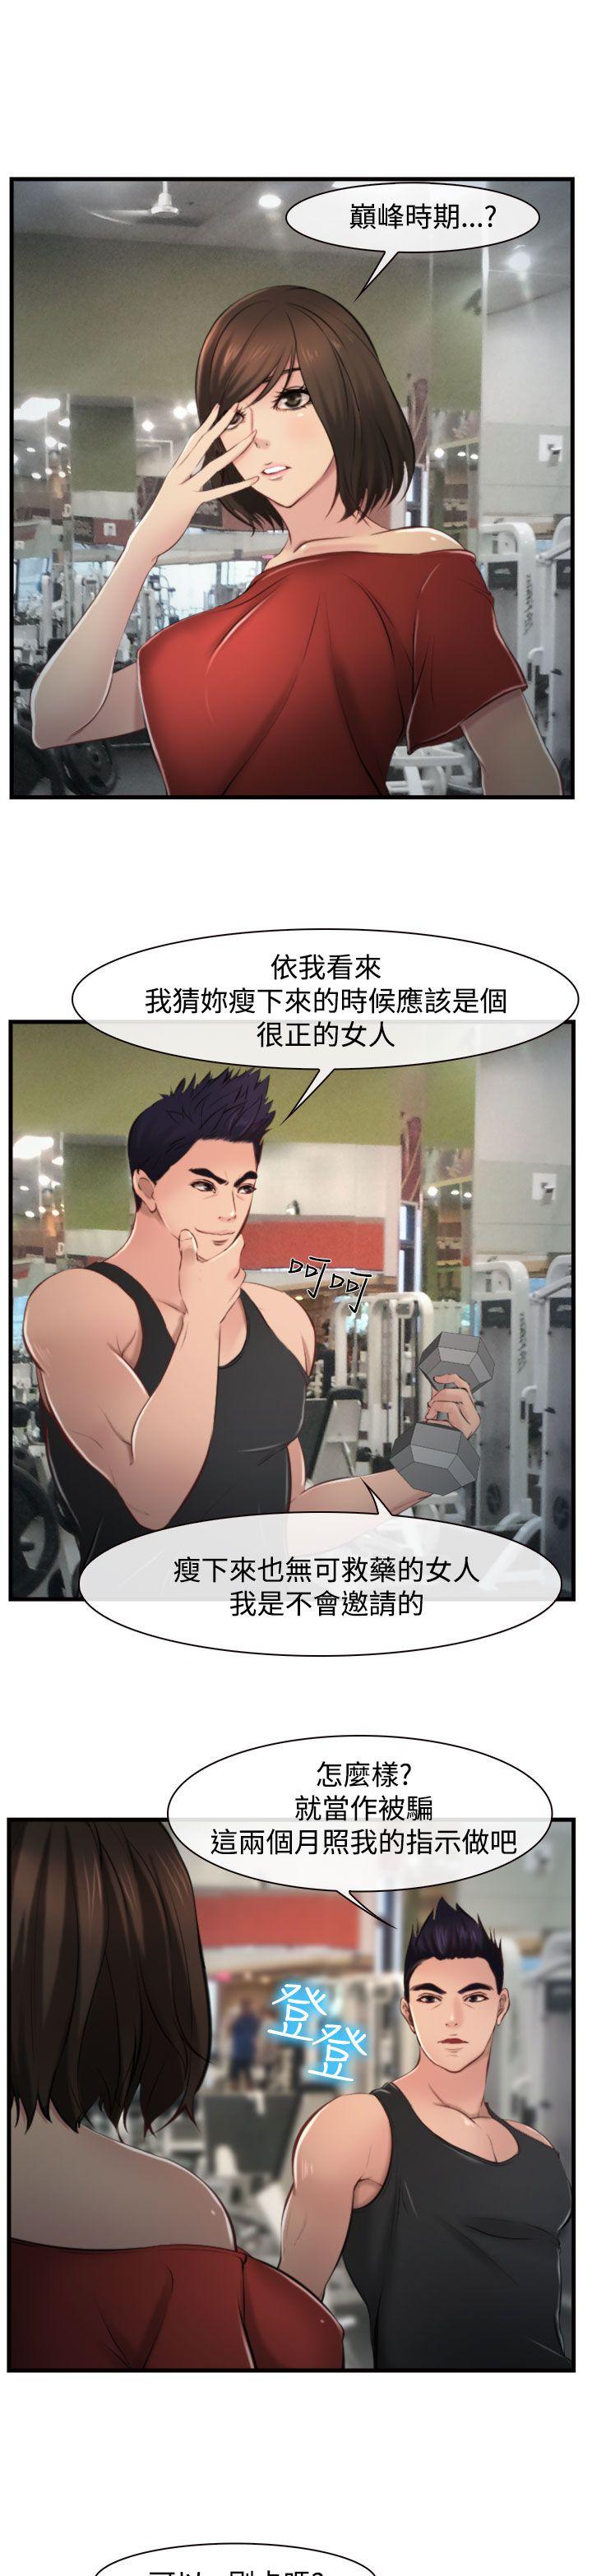 巔峰時期...?
依我看來
我猜妳瘦下來的時候應該是個
很正的女人
呵呵
瘦下來也無可救藥的女人
我是不會邀請的
怎麼樣?
就當作被騙
這兩個月照我的指示做吧
登登